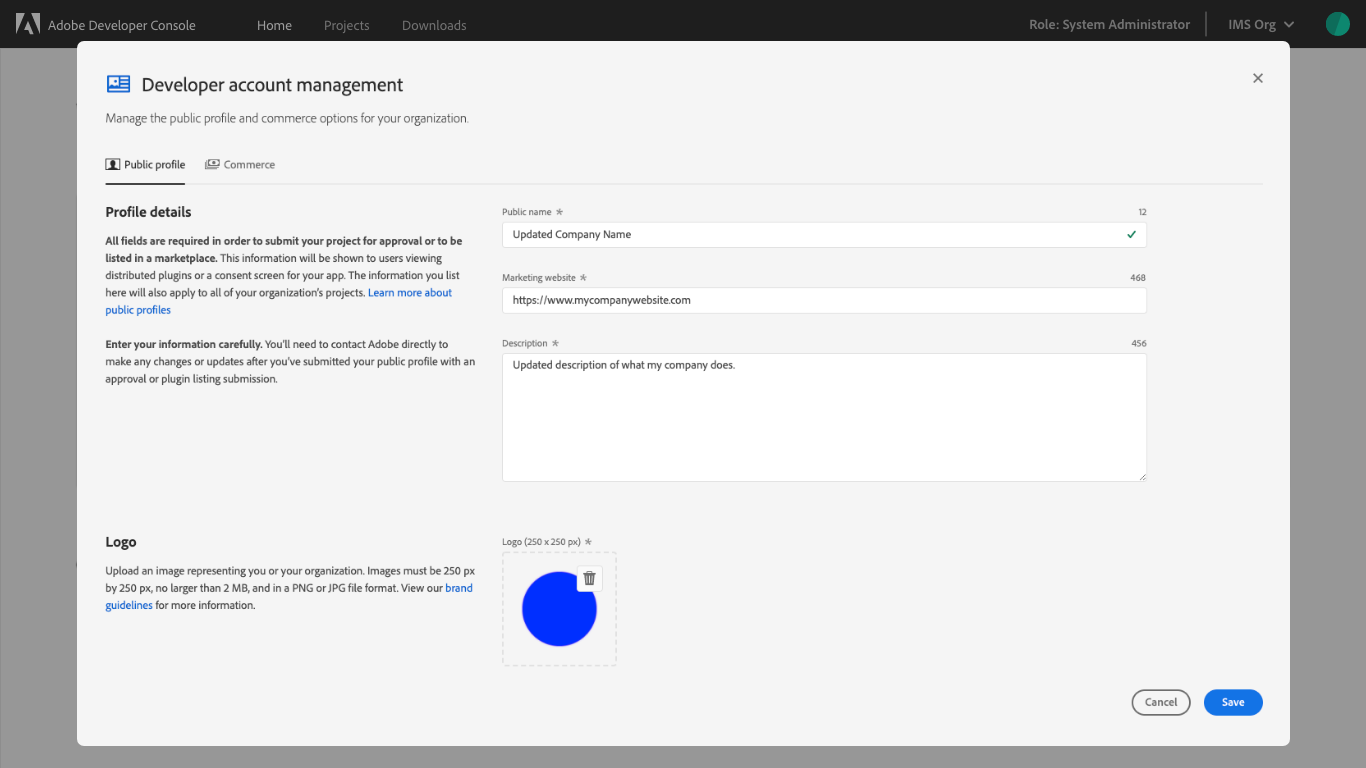 Adobe Developer Console
Home
Projects
Downloads
Role: System Administrator
IMS Org
Developer account management
Manage the public profile and commerce options for your organization.
Public profile
Commerce
Profile details
All fields are required in order to submit your project for approval or to be
listed in a marketplace. This information will be shown to users viewing
distributed plugins or a consent screen for your app. The information you list
here will also apply to all of your organization's projects. Learn more about
public profiles
Enter your information carefully. You'll need to contact Adobe directly to
make any changes or updates after you've submitted your public profile with an
approval or plugin listing submission.
Public name *
12
Updated Company Name
Marketing website *
468
https://www.mycompanywebsite.com
Description *
456
Updated description of what my company does.
Logo
Upload an image representing you or your organization. Images must be 250 px
by 250 px, no larger than 2 MB, and in a PNG or JPG file format. View our brand
guidelines for more information.
Logo (250 x 250 px) *
Cancel
Save